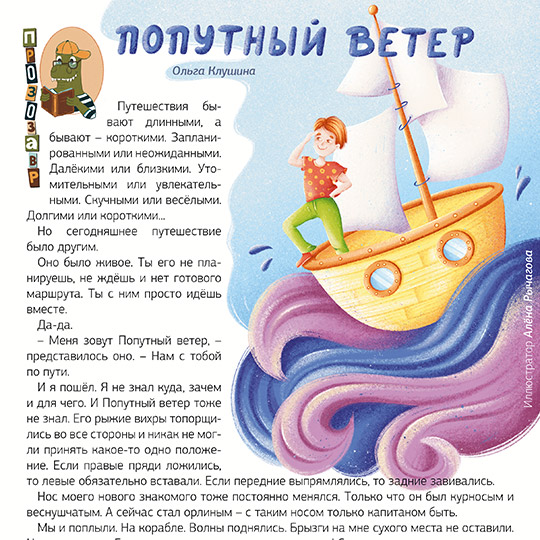 ПРОЗОЗАВР
ПОПУТНЫЙ ВЕТЕР
Ольга Клушина
Путешествия бы-
вают длинными, а
бывают – короткими. Заплани-
рованными или неожиданными.
Далёкими или близкими. Уто-
мительными или увлекатель-
ными. Скучными или весёлыми.
Долгими или короткими...
Но сегодняшнее путешествие
было другим.
Оно было живое. Ты его не пла-
нируешь, не ждёшь и нет готового
маршрута. Ты с ним просто идёшь
вместе.
Да-да.
– Меня зовут Попутный ветер, –
представилось оно. – Нам с тобой
по пути.
И я пошёл. Я не знал куда, зачем
и для чего. И Попутный ветер тоже
не знал. Его рыжие вихры топорщи-
лись во все стороны и никак не мог-
ли принять какое-то одно положе-
ние. Если правые пряди ложились,
то левые обязательно вставали. Если передние выпрямлялись, то задние завивались.
Нос моего нового знакомого тоже постоянно менялся. Только что он был курносым и
веснушчатым. А сейчас стал орлиным – с таким носом только капитаном быть.
Мы и поплыли. На корабле. Волны поднялись. Брызги на мне сухого места не оставили.
Иллюстратор Алёна Рычагова